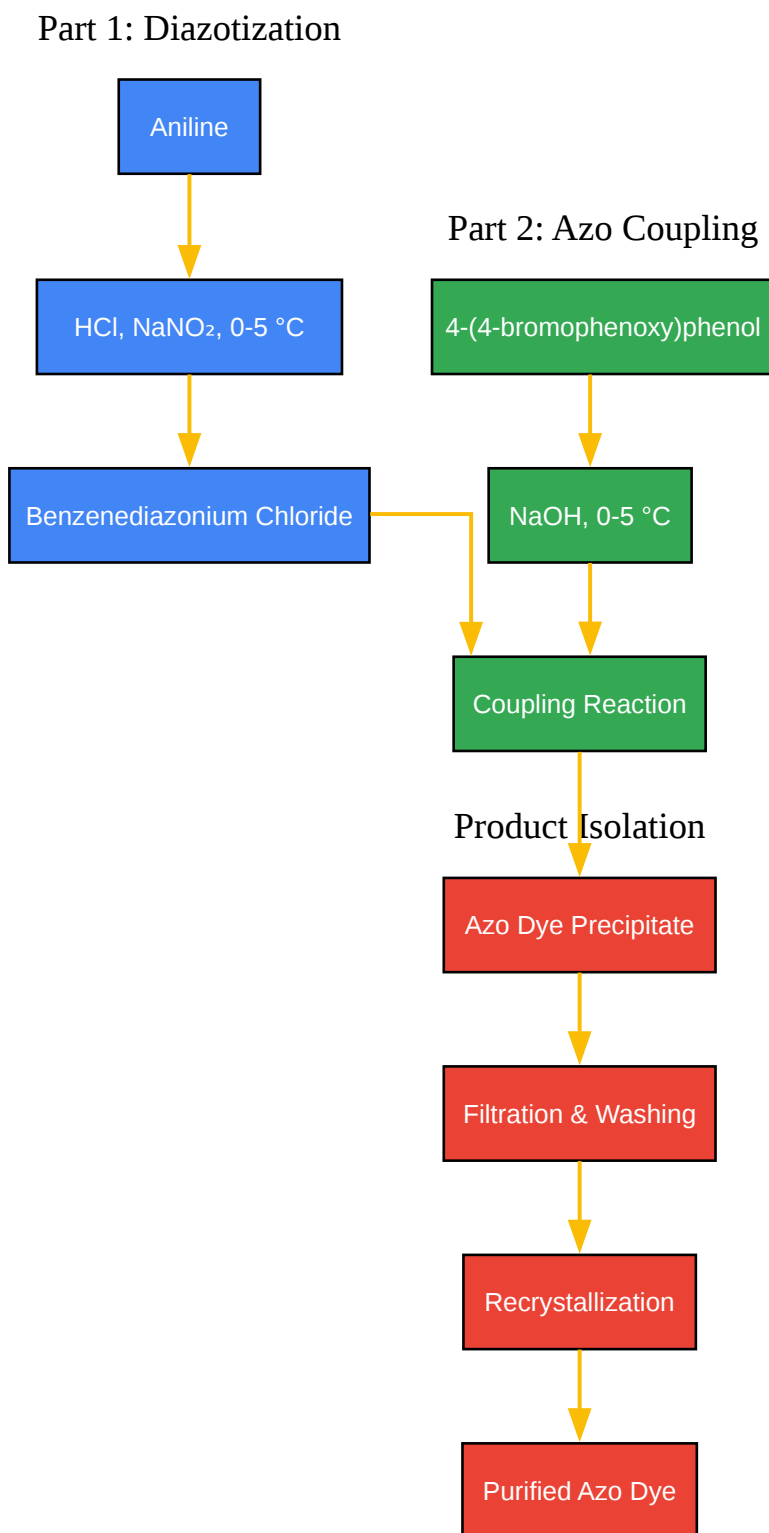 Part 1: Diazotization
Aniline
HCl, NaNO₂, 0-5 °C
Benzenediazonium Chloride
Part 2: Azo Coupling
4-(4-bromophenoxy)phenol
NaOH, 0-5 °C
Coupling Reaction
Product Isolation
Azo Dye Precipitate
Filtration & Washing
Recrystallization
Purified Azo Dye